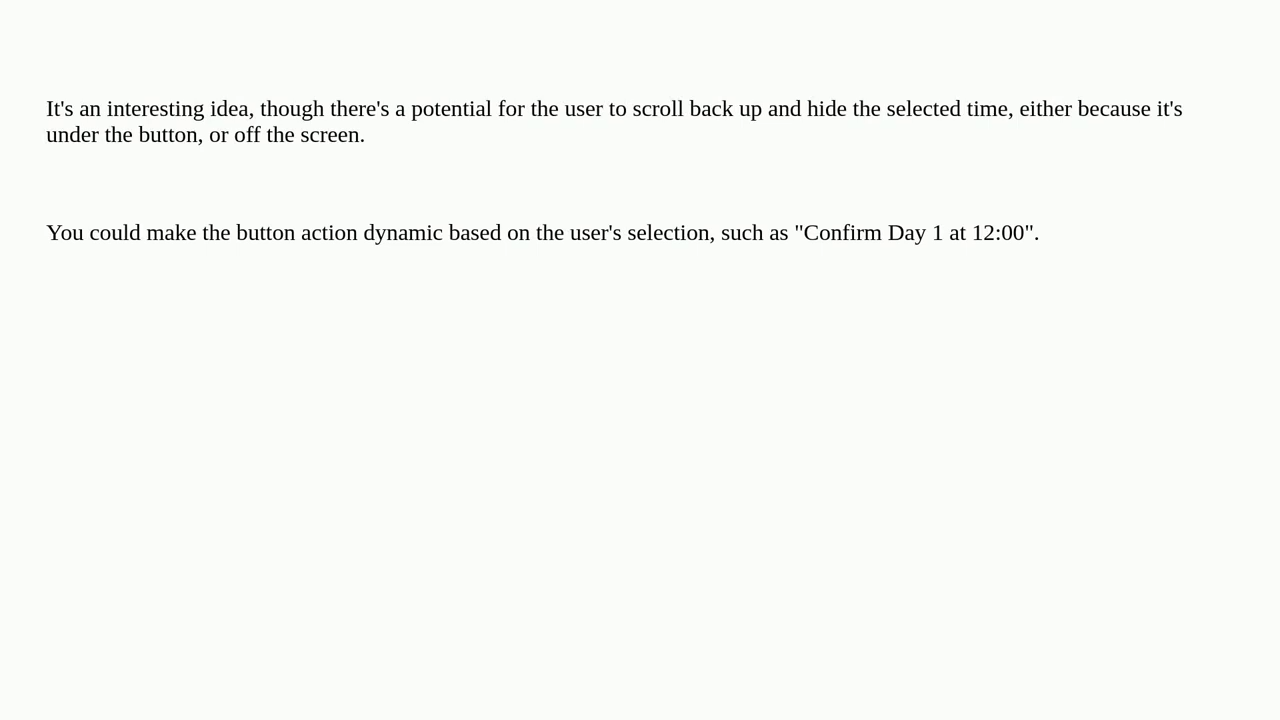 It's an interesting idea, though there's a potential for the user to scroll back up and hide the selected time, either because it's
under the button, or off the screen.
You could make the button action dynamic based on the user's selection, such as "Confirm Day 1 at 12:00".